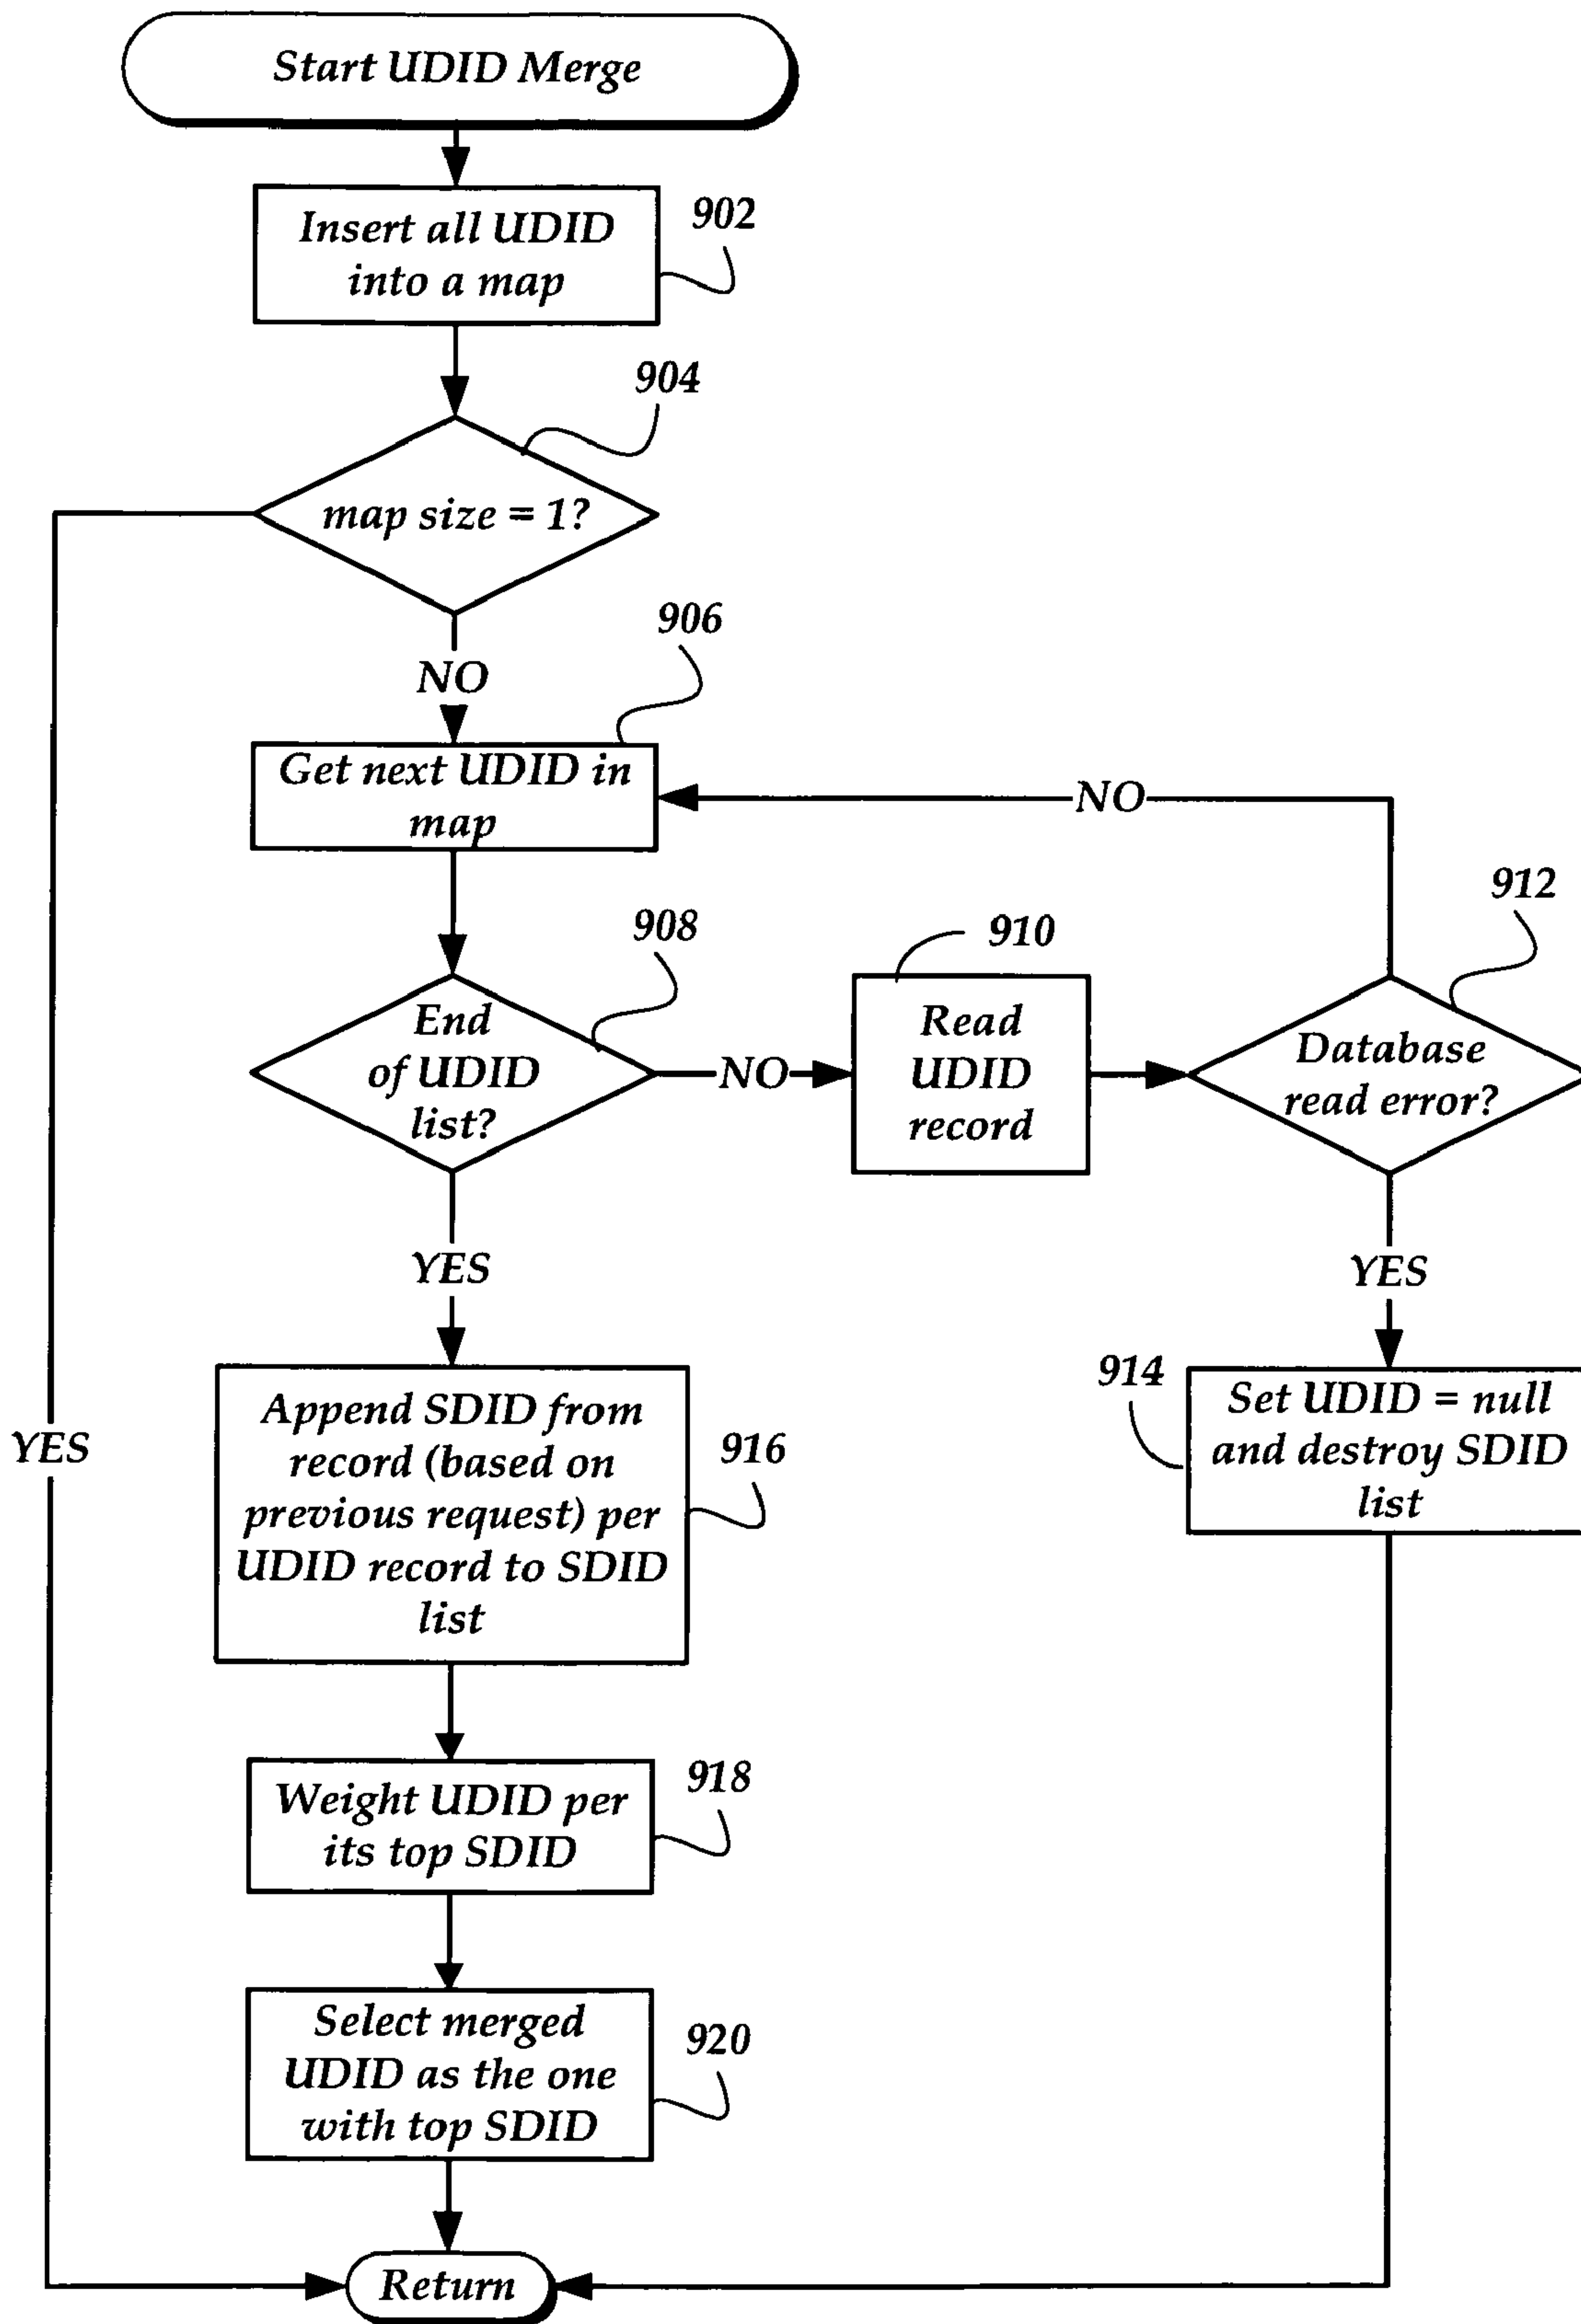 Start UDID Merge
Insert all UDID
into a map
902
904
map size = 1?
906
NO
Get next UDID in
map
NO
912
908
910
End
of UDID
list?
NO
Read
UDID
record
Database
read error?
YES
YES
914
Set UDID = null
and destroy SDID
list
Append SDID from
record (based on
previous request) per
UDID record to SDID
list
916
YES
Weight UDID per
its top SDID
918
Select merged
UDID as the one
with top SDID
920
Return